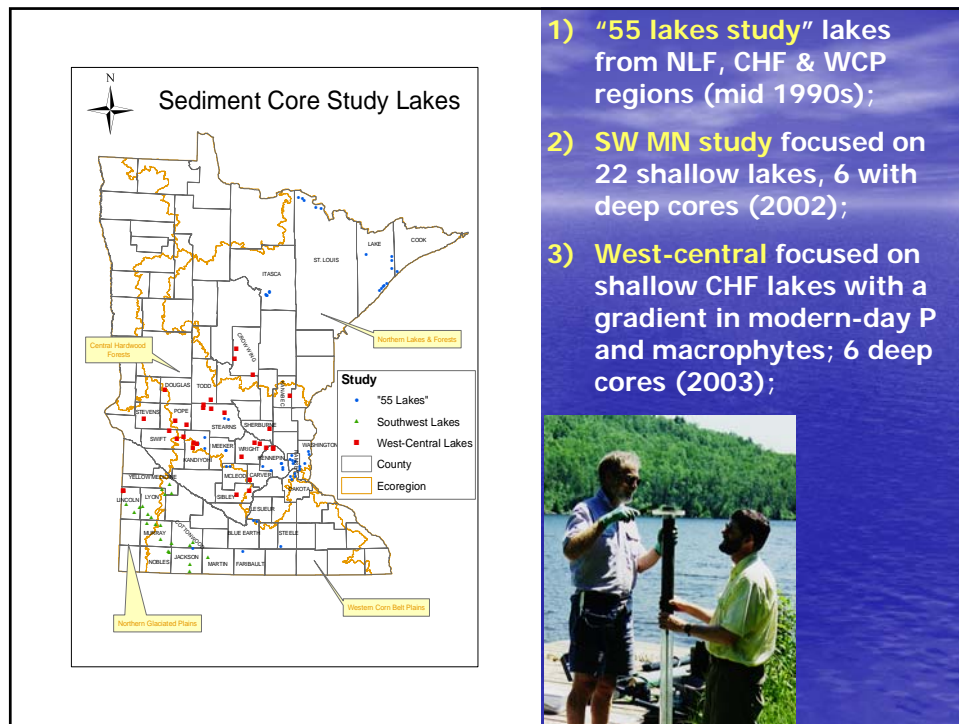 N
Sediment Core Study Lakes
COOK
LAKE
ST. LOUIS
ITASCA
CROW WING
Northern Lakes & Forests
Central Hardwood
Forests
Study
"55 Lakes"
Southwest Lakes
West-Central Lakes
County
Ecoregion
DOUGLAS
TODD
KANABEC
STEVENS
POPE
STEARNS
SHERBURNE
SWIFT
MEEKER
WRIGHT
WASHINGTON
KANDIYOHI
HENNEPIN
MCLEOD
CARVER
DAKOTA
YELLOW MEDICINE
SIBLEY
LINCOLN
LYON
LESUEUR
MURRAY
COTTONWOOD
BLUE EARTH
STEELE
NOBLES
JACKSON
MARTIN
FARIBAULT
Western Corn Belt Plains
Northern Glaciated Plains
1) “55 lakes study” lakes
from NLF, CHF & WCP
regions (mid 1990s);
2) SW MN study focused on
22 shallow lakes, 6 with
deep cores (2002);
3) West-central focused on
shallow CHF lakes with a
gradient in modern-day P
and macrophytes; 6 deep
cores (2003);